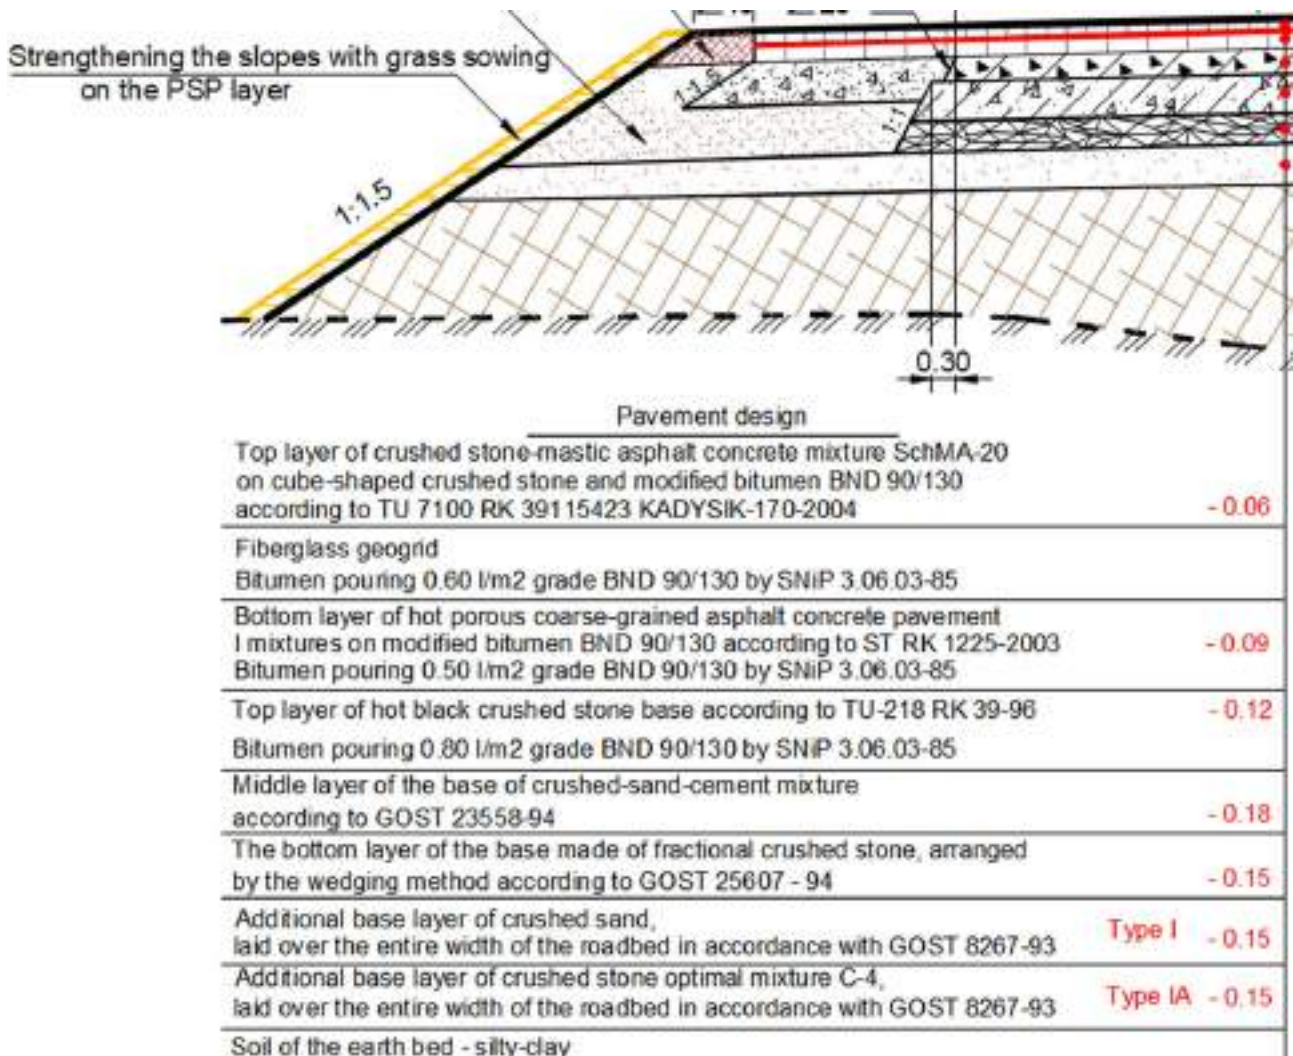 Strengthening the slopes with grass sowing
on the PSP layer
1:1,5
1:1,5
1:1
0.30
Pavement design
Top layer of crushed stone-mastic asphalt concrete mixture SchMA-20
on cube-shaped crushed stone and modified bitumen BND 90/130
according to TU 7100 RK 39115423 KADYSIK-170-2004 - 0.06
Fiberglass geogrid
Bitumen pouring 0.60 l/m2 grade BND 90/130 by SNiP 3.06.03-85
Bottom layer of hot porous coarse-grained asphalt concrete pavement
I mixtures on modified bitumen BND 90/130 according to ST RK 1225-2003 - 0.09
Bitumen pouring 0.50 l/m2 grade BND 90/130 by SNiP 3.06.03-85
Top layer of hot black crushed stone base according to TU-218 RK 39-96 - 0.12
Bitumen pouring 0.80 l/m2 grade BND 90/130 by SNiP 3.06.03-85
Middle layer of the base of crushed-sand-cement mixture
according to GOST 23558-94 - 0.18
The bottom layer of the base made of fractional crushed stone, arranged
by the wedging method according to GOST 25607 - 94 - 0.15
Additional base layer of crushed sand,
laid over the entire width of the roadbed in accordance with GOST 8267-93 Type I - 0.15
Additional base layer of crushed stone optimal mixture C-4,
laid over the entire width of the roadbed in accordance with GOST 8267-93 Type IA - 0.15
Soil of the earth bed - silty-clay